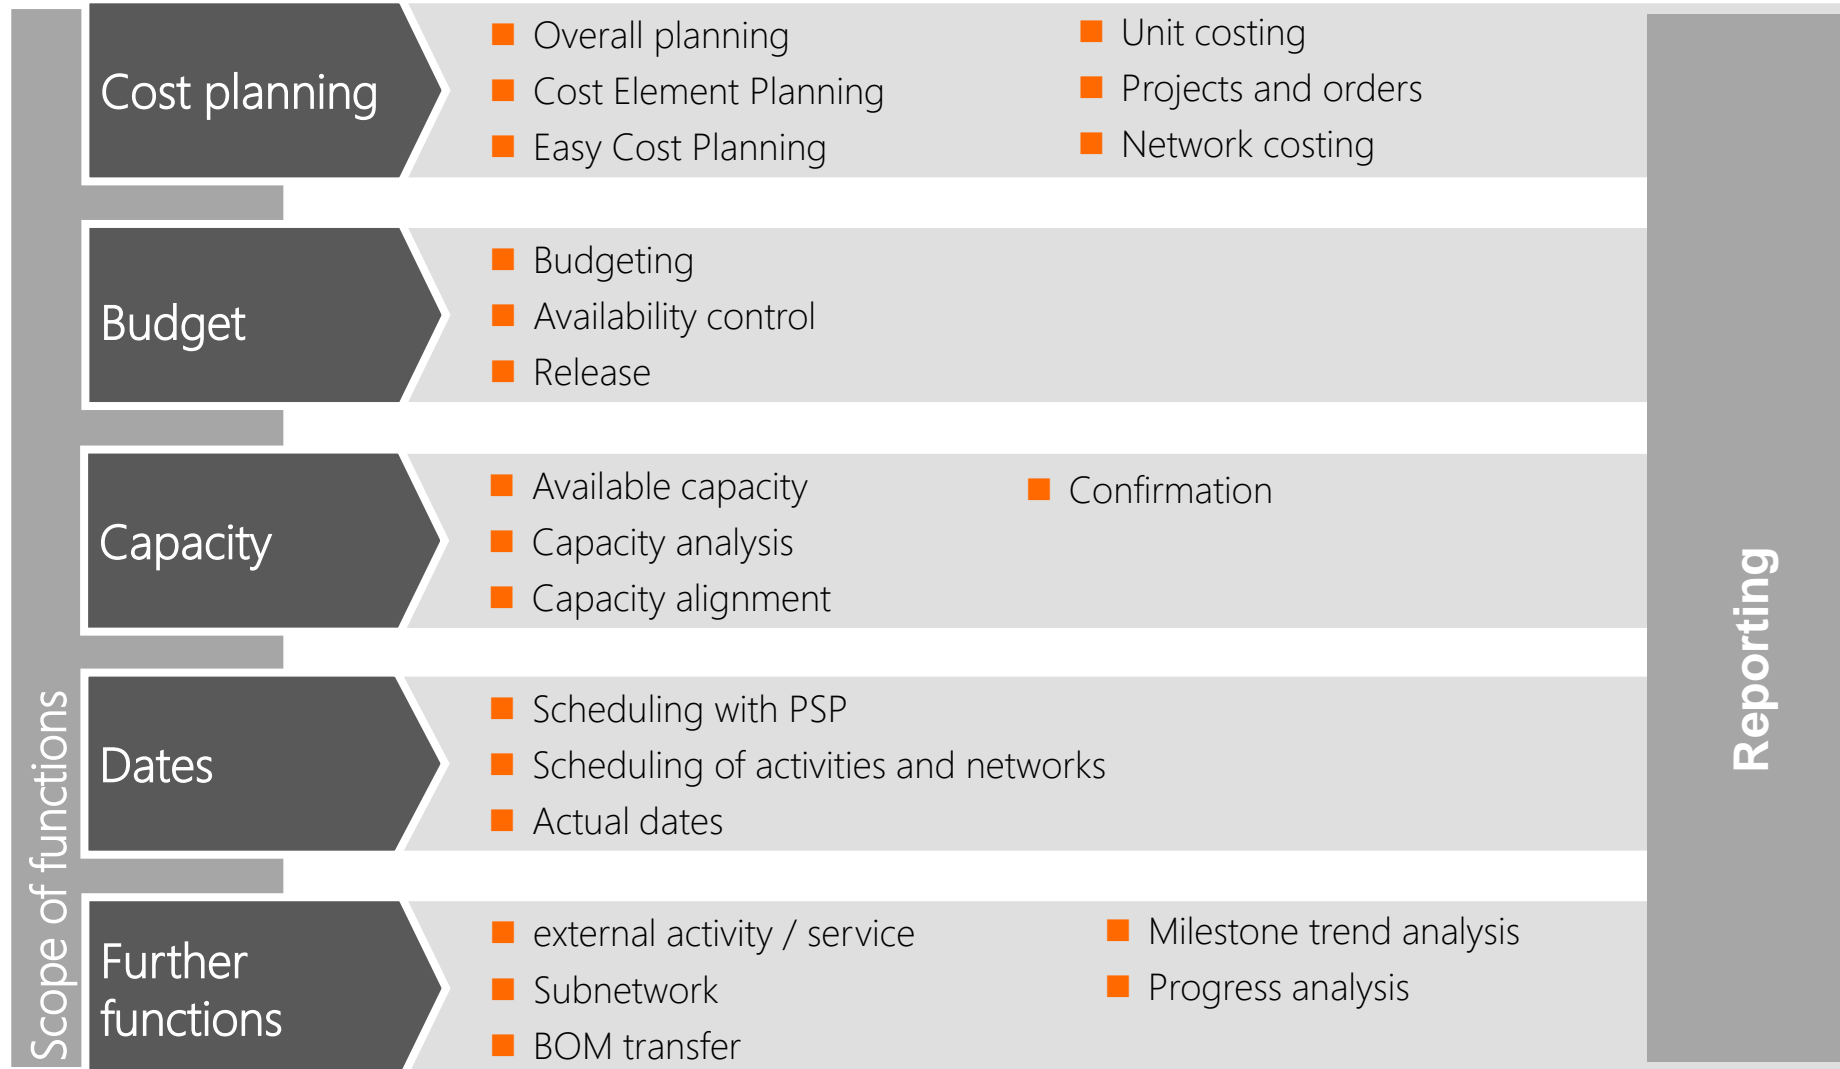 Scope of functions
Cost planning
Overall planning
Cost Element Planning
Easy Cost Planning
Unit costing
Projects and orders
Network costing
Budget
Budgeting
Availability control
Release
Capacity
Available capacity
Capacity analysis
Capacity alignment
Confirmation
Dates
Scheduling with PSP
Scheduling of activities and networks
Actual dates
Further
functions
external activity / service
Subnetwork
BOM transfer
Milestone trend analysis
Progress analysis
Reporting